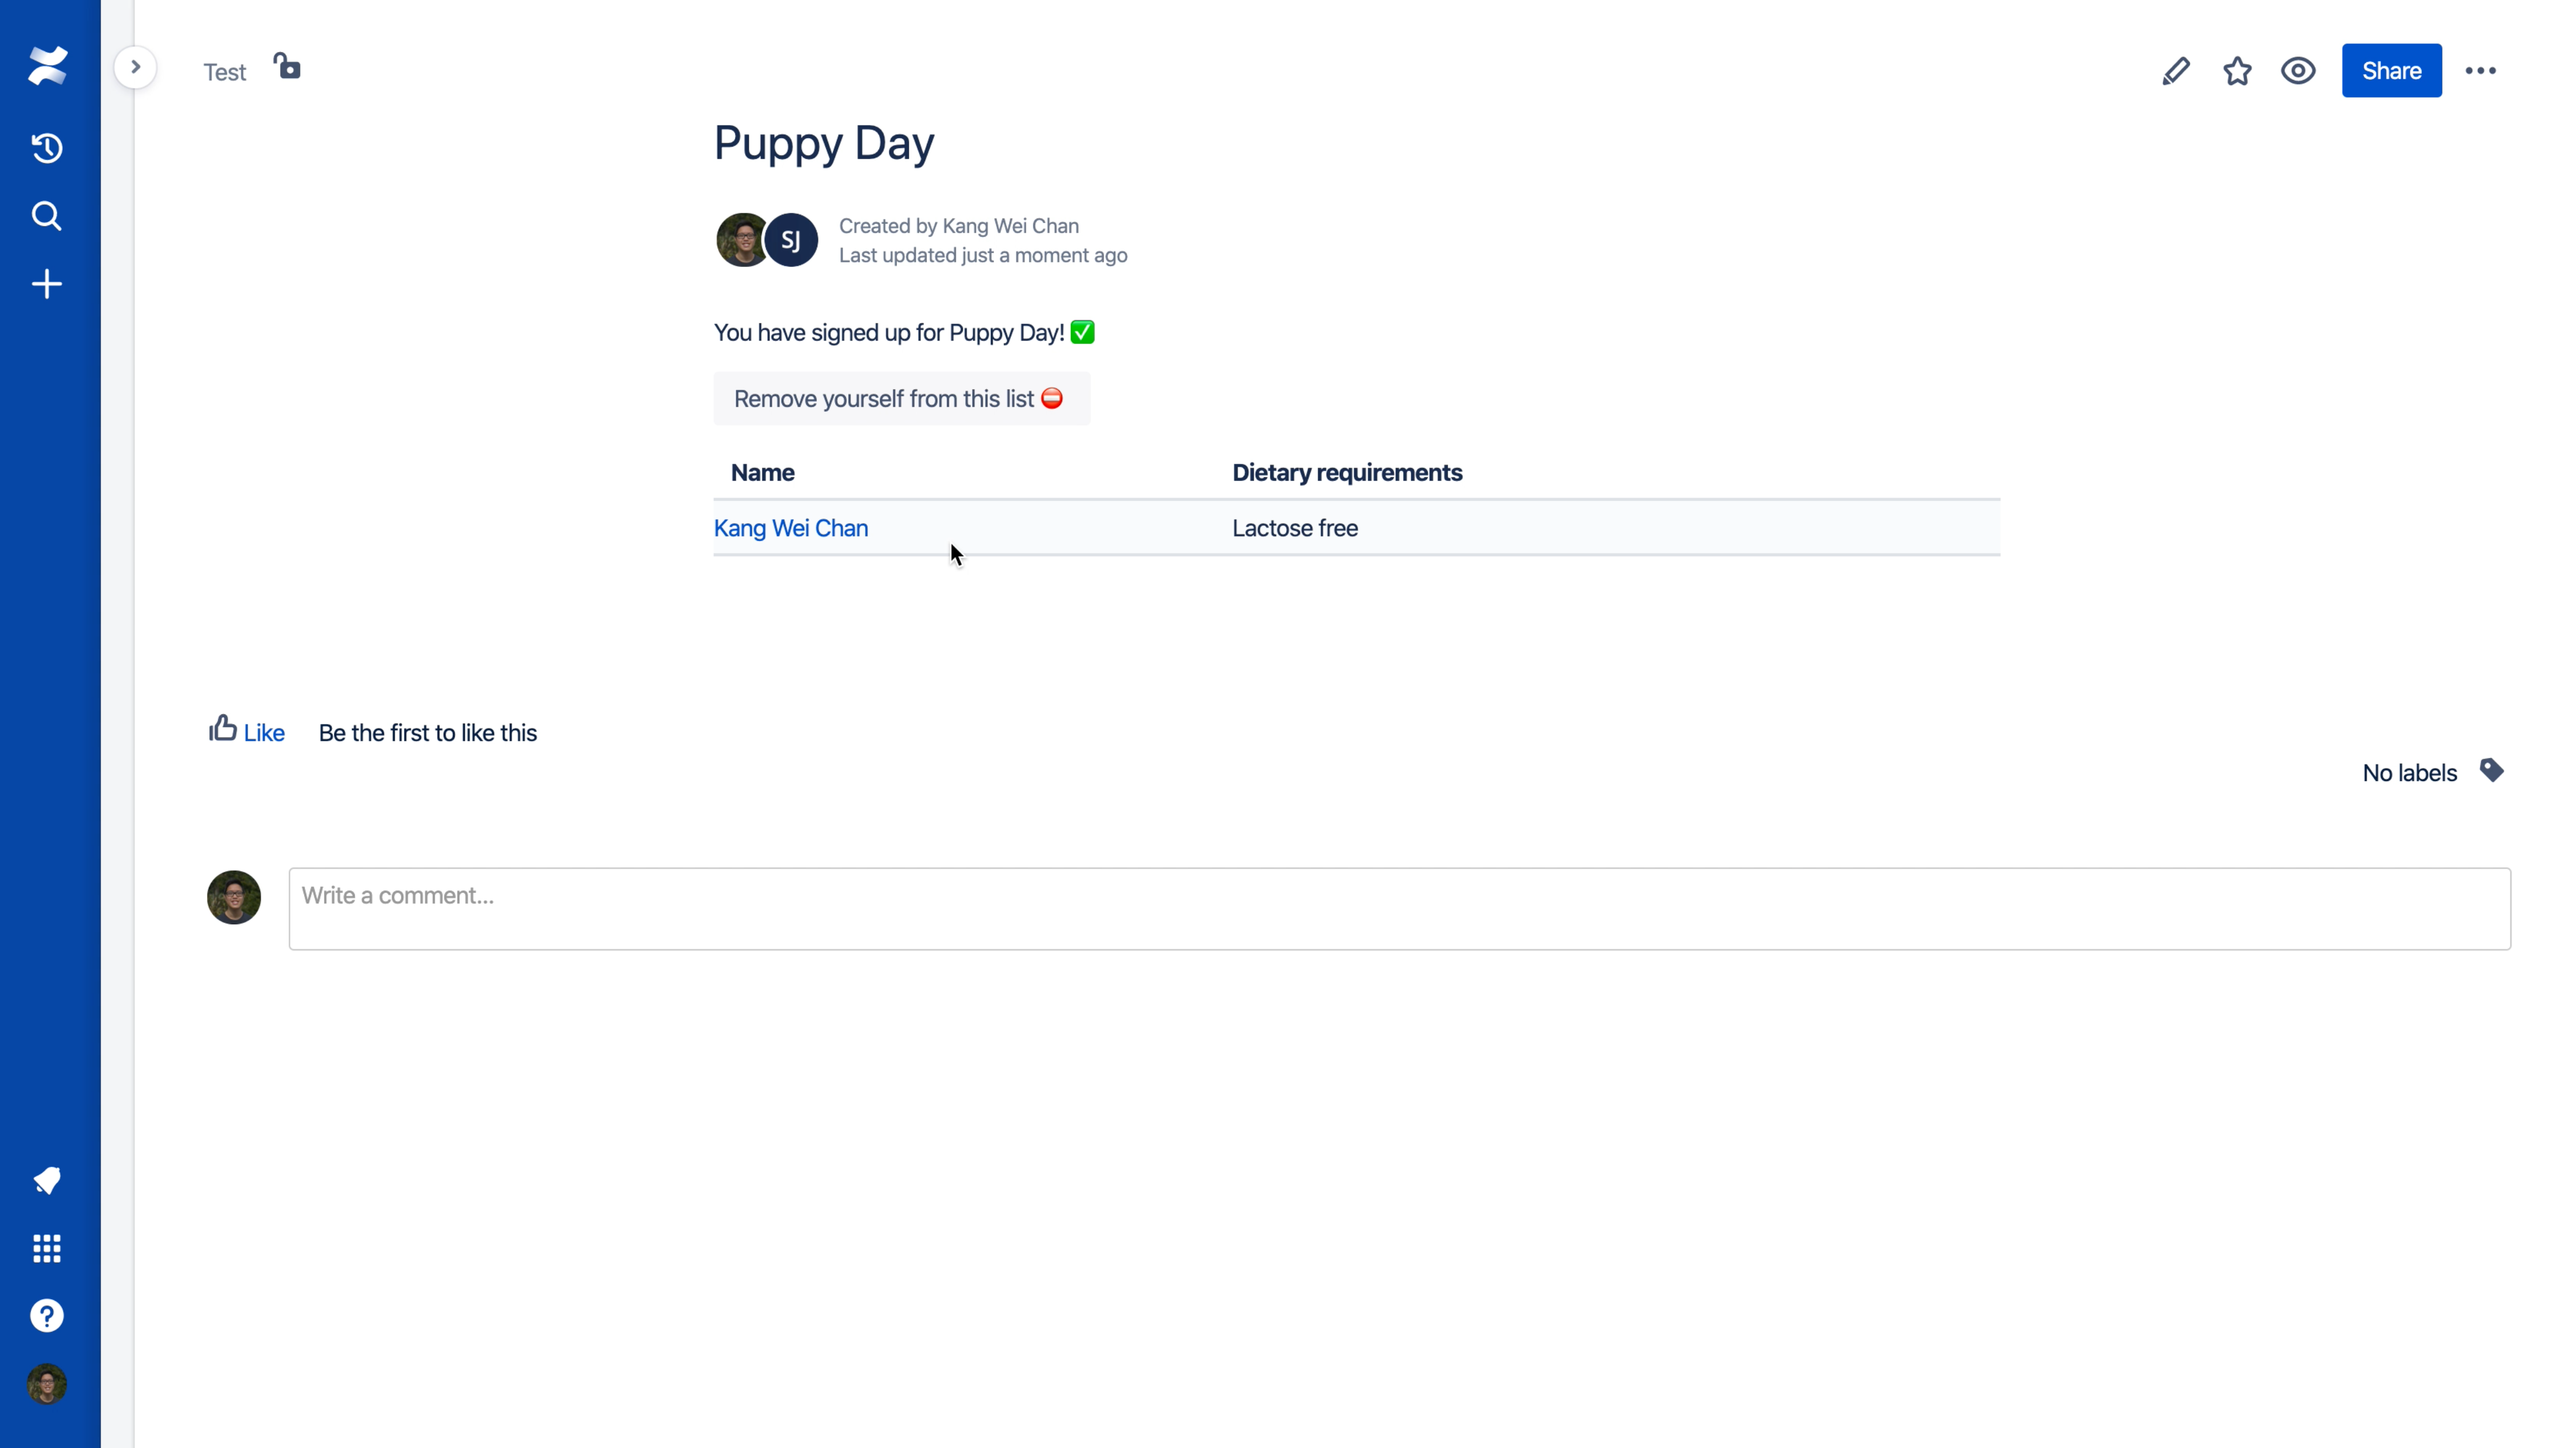 Test
Share
Puppy Day
SJ
Created by Kang Wei Chan
Last updated just a moment ago
You have signed up for Puppy Day! ✅
Remove yourself from this list ⛔
Name Dietary requirements
Kang Wei Chan Lactose free
Like Be the first to like this
No labels
Write a comment...